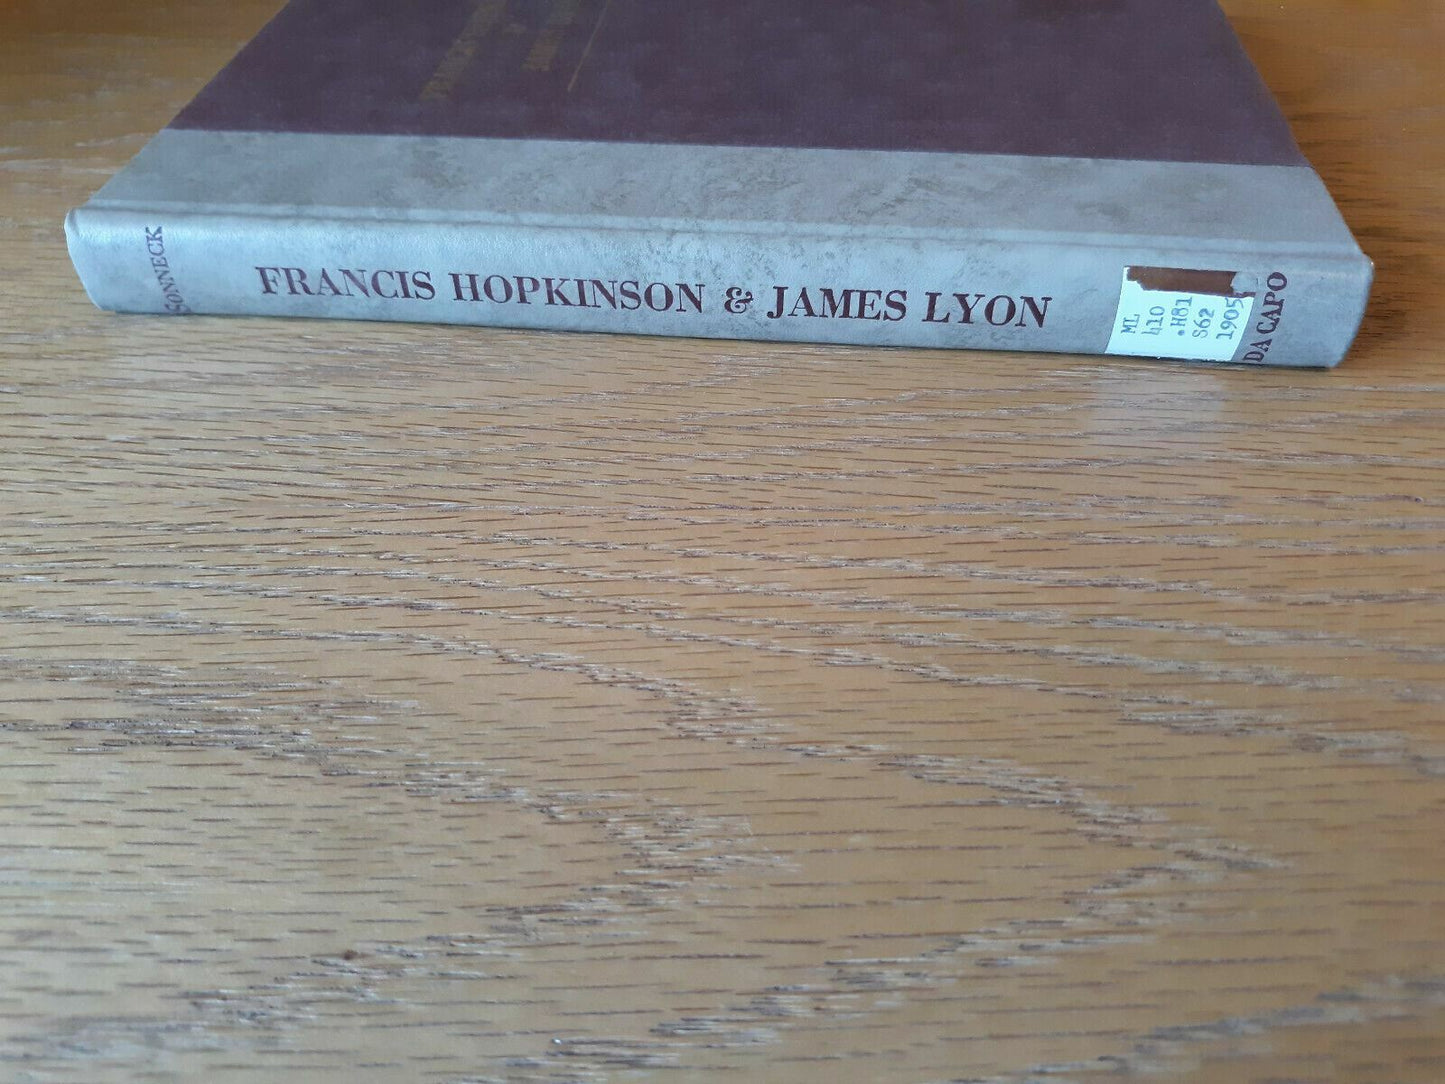 SONNECK
FRANCIS HOPKINSON & JAMES LYON
ML
410
.H81
S62
1905
DA CAPO